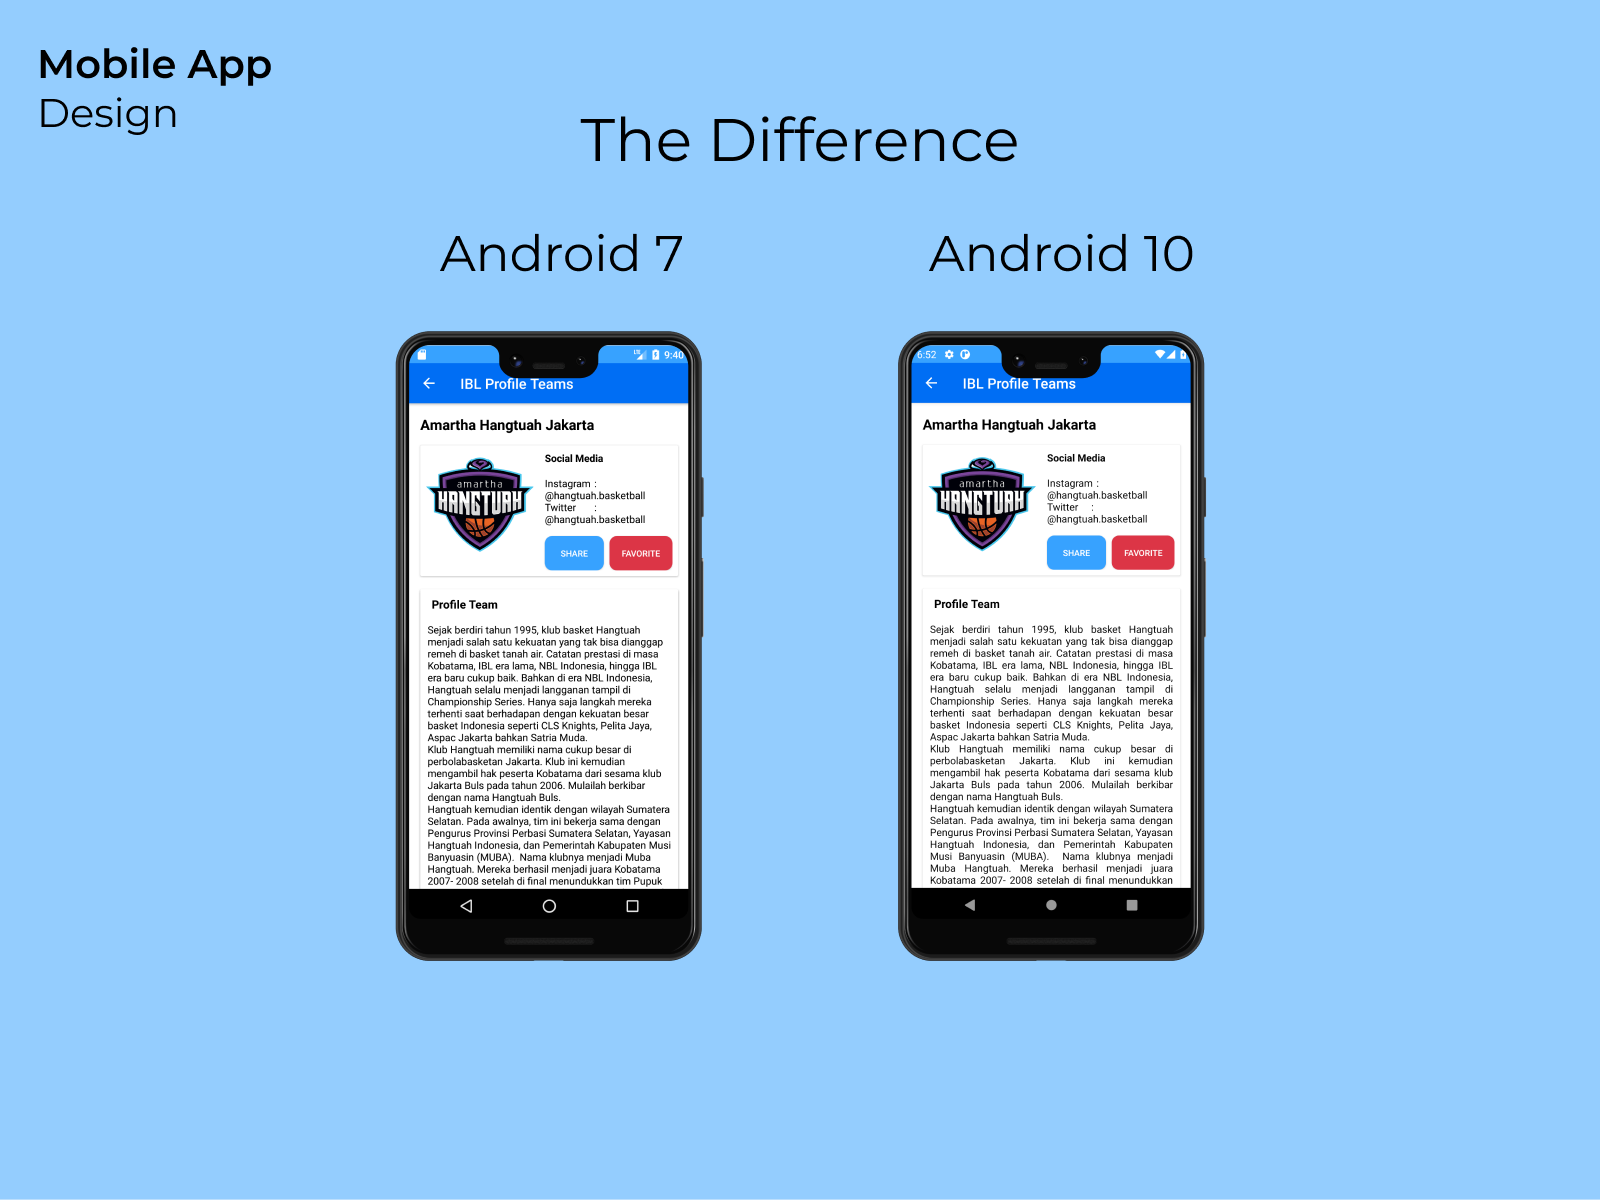 Mobile App
Design
The Difference
Android 7
LTE
9:40
IBL Profile Teams
Amartha Hangtuah Jakarta
amartha
HANGTUAH
Social Media
Instagram :
@hangtuah.basketball
Twitter :
@hangtuah.basketball
SHARE
FAVORITE
Profile Team
Sejak berdiri tahun 1995, klub basket Hangtuah
menjadi salah satu kekuatan yang tak bisa dianggap
remeh di basket tanah air. Catatan prestasi di masa
Kobatama, IBL era lama, NBL Indonesia, hingga IBL
era baru cukup baik. Bahkan di era NBL Indonesia,
Hangtuah selalu menjadi langganan tampil di
Championship Series. Hanya saja langkah mereka
terhenti saat berhadapan dengan kekuatan besar
basket Indonesia seperti CLS Knights, Pelita Jaya,
Aspac Jakarta bahkan Satria Muda.
Klub Hangtuah memiliki nama cukup besar di
perbolabasketan Jakarta. Klub ini kemudian
mengambil hak peserta Kobatama dari sesama klub
Jakarta Buls pada tahun 2006. Mulailah berkibar
dengan nama Hangtuah Buls.
Hangtuah kemudian identik dengan wilayah Sumatera
Selatan. Pada awalnya, tim ini bekerja sama dengan
Pengurus Provinsi Perbasi Sumatera Selatan, Yayasan
Hangtuah Indonesia, dan Pemerintah Kabupaten Musi
Banyuasin (MUBA). Nama klubnya menjadi Muba
Hangtuah. Mereka berhasil menjadi juara Kobatama
2007- 2008 setelah di final menundukkan tim Pupuk
Android 10
6:52
IBL Profile Teams
Amartha Hangtuah Jakarta
amartha
HANGTUAH
Social Media
Instagram :
@hangtuah.basketball
Twitter :
@hangtuah.basketball
SHARE
FAVORITE
Profile Team
Sejak berdiri tahun 1995, klub basket Hangtuah
menjadi salah satu kekuatan yang tak bisa dianggap
remeh di basket tanah air. Catatan prestasi di masa
Kobatama, IBL era lama, NBL Indonesia, hingga IBL
era baru cukup baik. Bahkan di era NBL Indonesia,
Hangtuah selalu menjadi langganan tampil di
Championship Series. Hanya saja langkah mereka
terhenti saat berhadapan dengan kekuatan besar
basket Indonesia seperti CLS Knights, Pelita Jaya,
Aspac Jakarta bahkan Satria Muda.
Klub Hangtuah memiliki nama cukup besar di
perbolabasketan Jakarta. Klub ini kemudian
mengambil hak peserta Kobatama dari sesama klub
Jakarta Buls pada tahun 2006. Mulailah berkibar
dengan nama Hangtuah Buls.
Hangtuah kemudian identik dengan wilayah Sumatera
Selatan. Pada awalnya, tim ini bekerja sama dengan
Pengurus Provinsi Perbasi Sumatera Selatan, Yayasan
Hangtuah Indonesia, dan Pemerintah Kabupaten
Musi Banyuasin (MUBA). Nama klubnya menjadi
Muba Hangtuah. Mereka berhasil menjadi juara
Kobatama 2007- 2008 setelah di final menundukkan